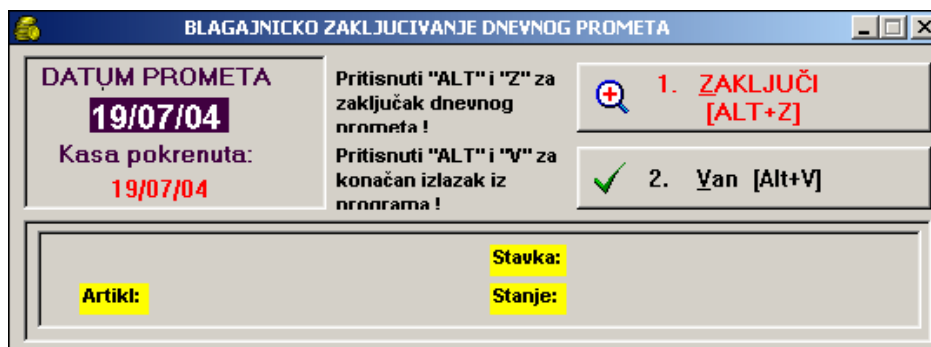 BLAGAJNICKO ZAKLJUCIVANJE DNEVNOG PROMETA
DATUM PROMETA
19/07/04
Kasa pokrenuta:
19/07/04
Pritisnuti "ALT" i "Z" za
zaključak dnevnog
prometa !
Pritisnuti "ALT" i "V" za
konačan izlazak iz
programa !
1. ZAKLJUČI
[ALT+Z]
2. Van [Alt+V]
Stavka:
Artikl:
Stanje: